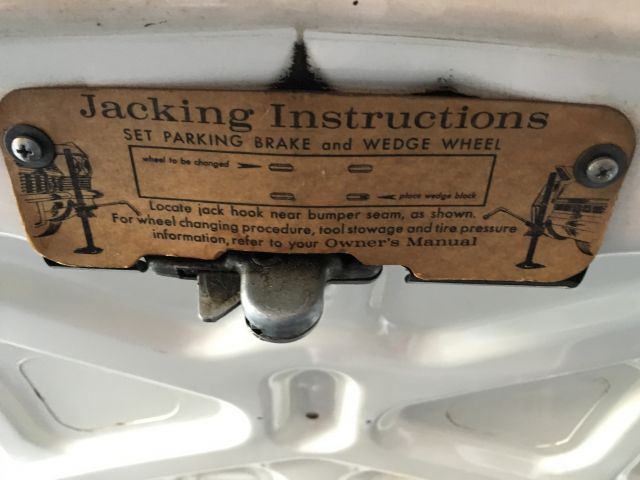 Jacking Instructions
SET PARKING BRAKE and WEDGE WHEEL
wheel to be changed
place wedge block
Locate jack hook near bumper seam, as shown.
For wheel changing procedure, tool stowage and tire pressure
information, refer to your Owner's Manual